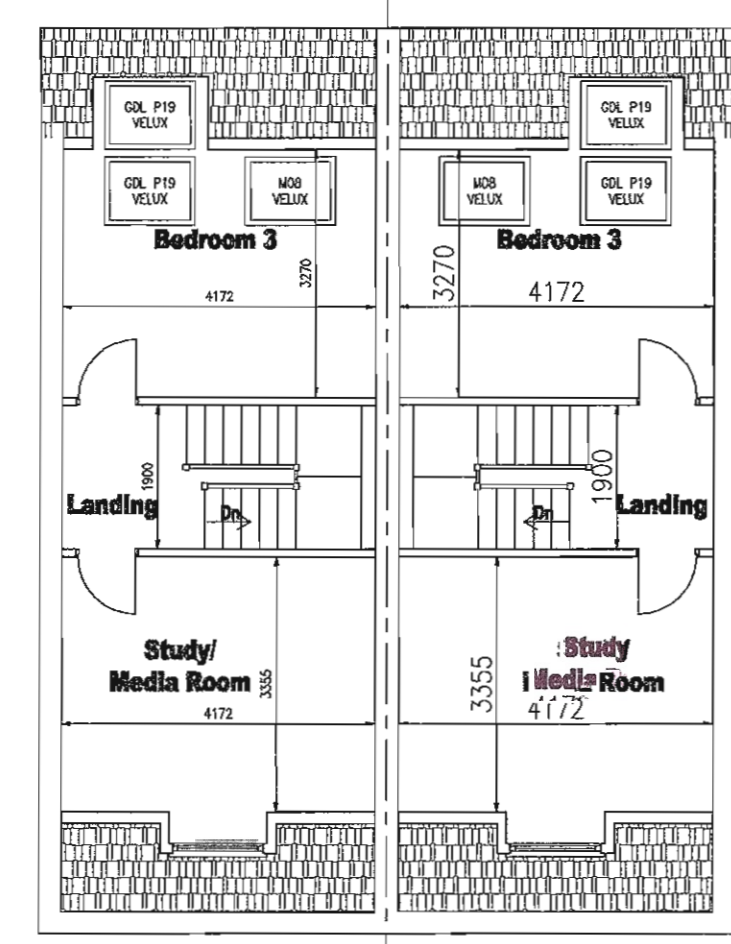 GDL P19
VELUX
GDL P19
VELUX
GDL P19
VELUX
M08
VELUX
M08
VELUX
GDL P19
VELUX
Bedroom 3
Bedroom 3
3270
4172
3270
4172
1900
Landing
Dn
Dn
1900
Landing
Study/
Media Room
3355
4172
Study
Media Room
3355
4172